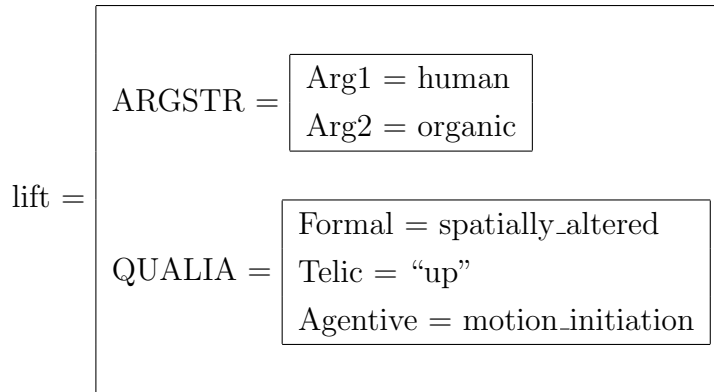 ARGSTR = Arg1 = human
Arg2 = organic
lift =
QUALIA = Formal = spatially_altered
Telic = “up”
Agentive = motion_initiation